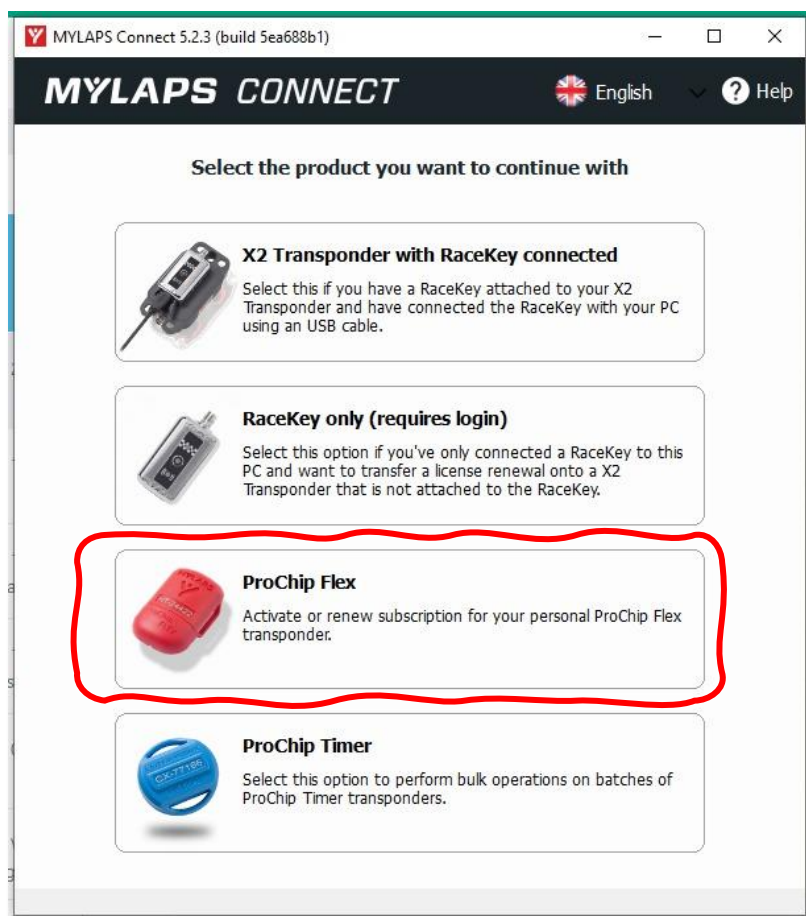 MYLAPS Connect 5.2.3 (build 5ea688b1)
MYLAPS CONNECT
English
? Help
Select the product you want to continue with
X2 Transponder with RaceKey connected
Select this if you have a RaceKey attached to your X2
Transponder and have connected the RaceKey with your PC
using an USB cable.
RaceKey only (requires login)
Select this option if you've only connected a RaceKey to this
PC and want to transfer a license renewal onto a X2
Transponder that is not attached to the RaceKey.
MYLAPS
FLEX
ProChip Flex
Activate or renew subscription for your personal ProChip Flex
transponder.
CX-77186
ProChip Timer
Select this option to perform bulk operations on batches of
ProChip Timer transponders.